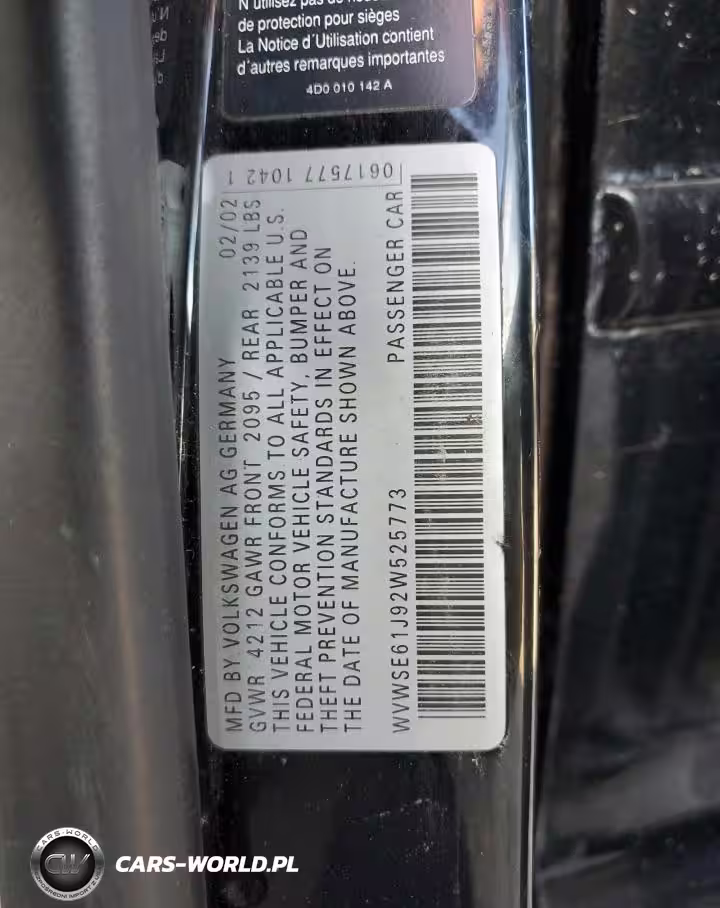 N'utilisez pas de
de protection pour sièges
La Notice d'Utilisation contient
d'autres remarques importantes
4D0 010 142 A
0617577 1042 1
MFD BY VOLKSWAGEN AG GERMANY 02/02
GVWR 4212 GAWR FRONT 2095 / REAR 2139 LBS
THIS VEHICLE CONFORMS TO ALL APPLICABLE U.S.
FEDERAL MOTOR VEHICLE SAFETY, BUMPER AND
THEFT PREVENTION STANDARDS IN EFFECT ON
THE DATE OF MANUFACTURE SHOWN ABOVE.
WVWSE61J92W525773 PASSENGER CAR
CARS-WORLD
CW
CARS-WORLD.PL